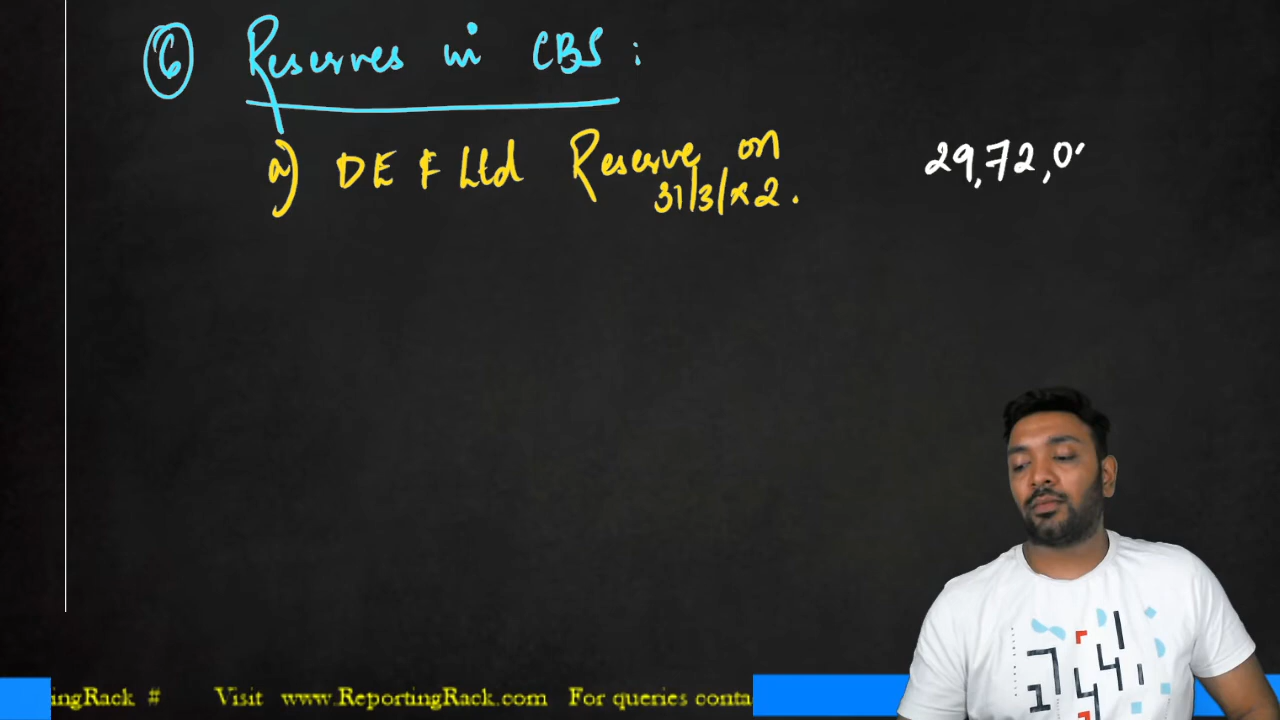 6 Reserves in CBS :
a) DEF Ltd Reserve on 29,72,0
31/3/x2.
ingRack # Visit www.ReportingRack.com For queries conta